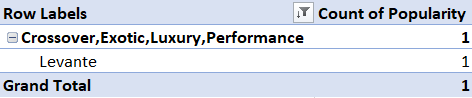 Row Labels Count of Popularity
Crossover,Exotic,Luxury,Performance 1
Levante 1
Grand Total 1